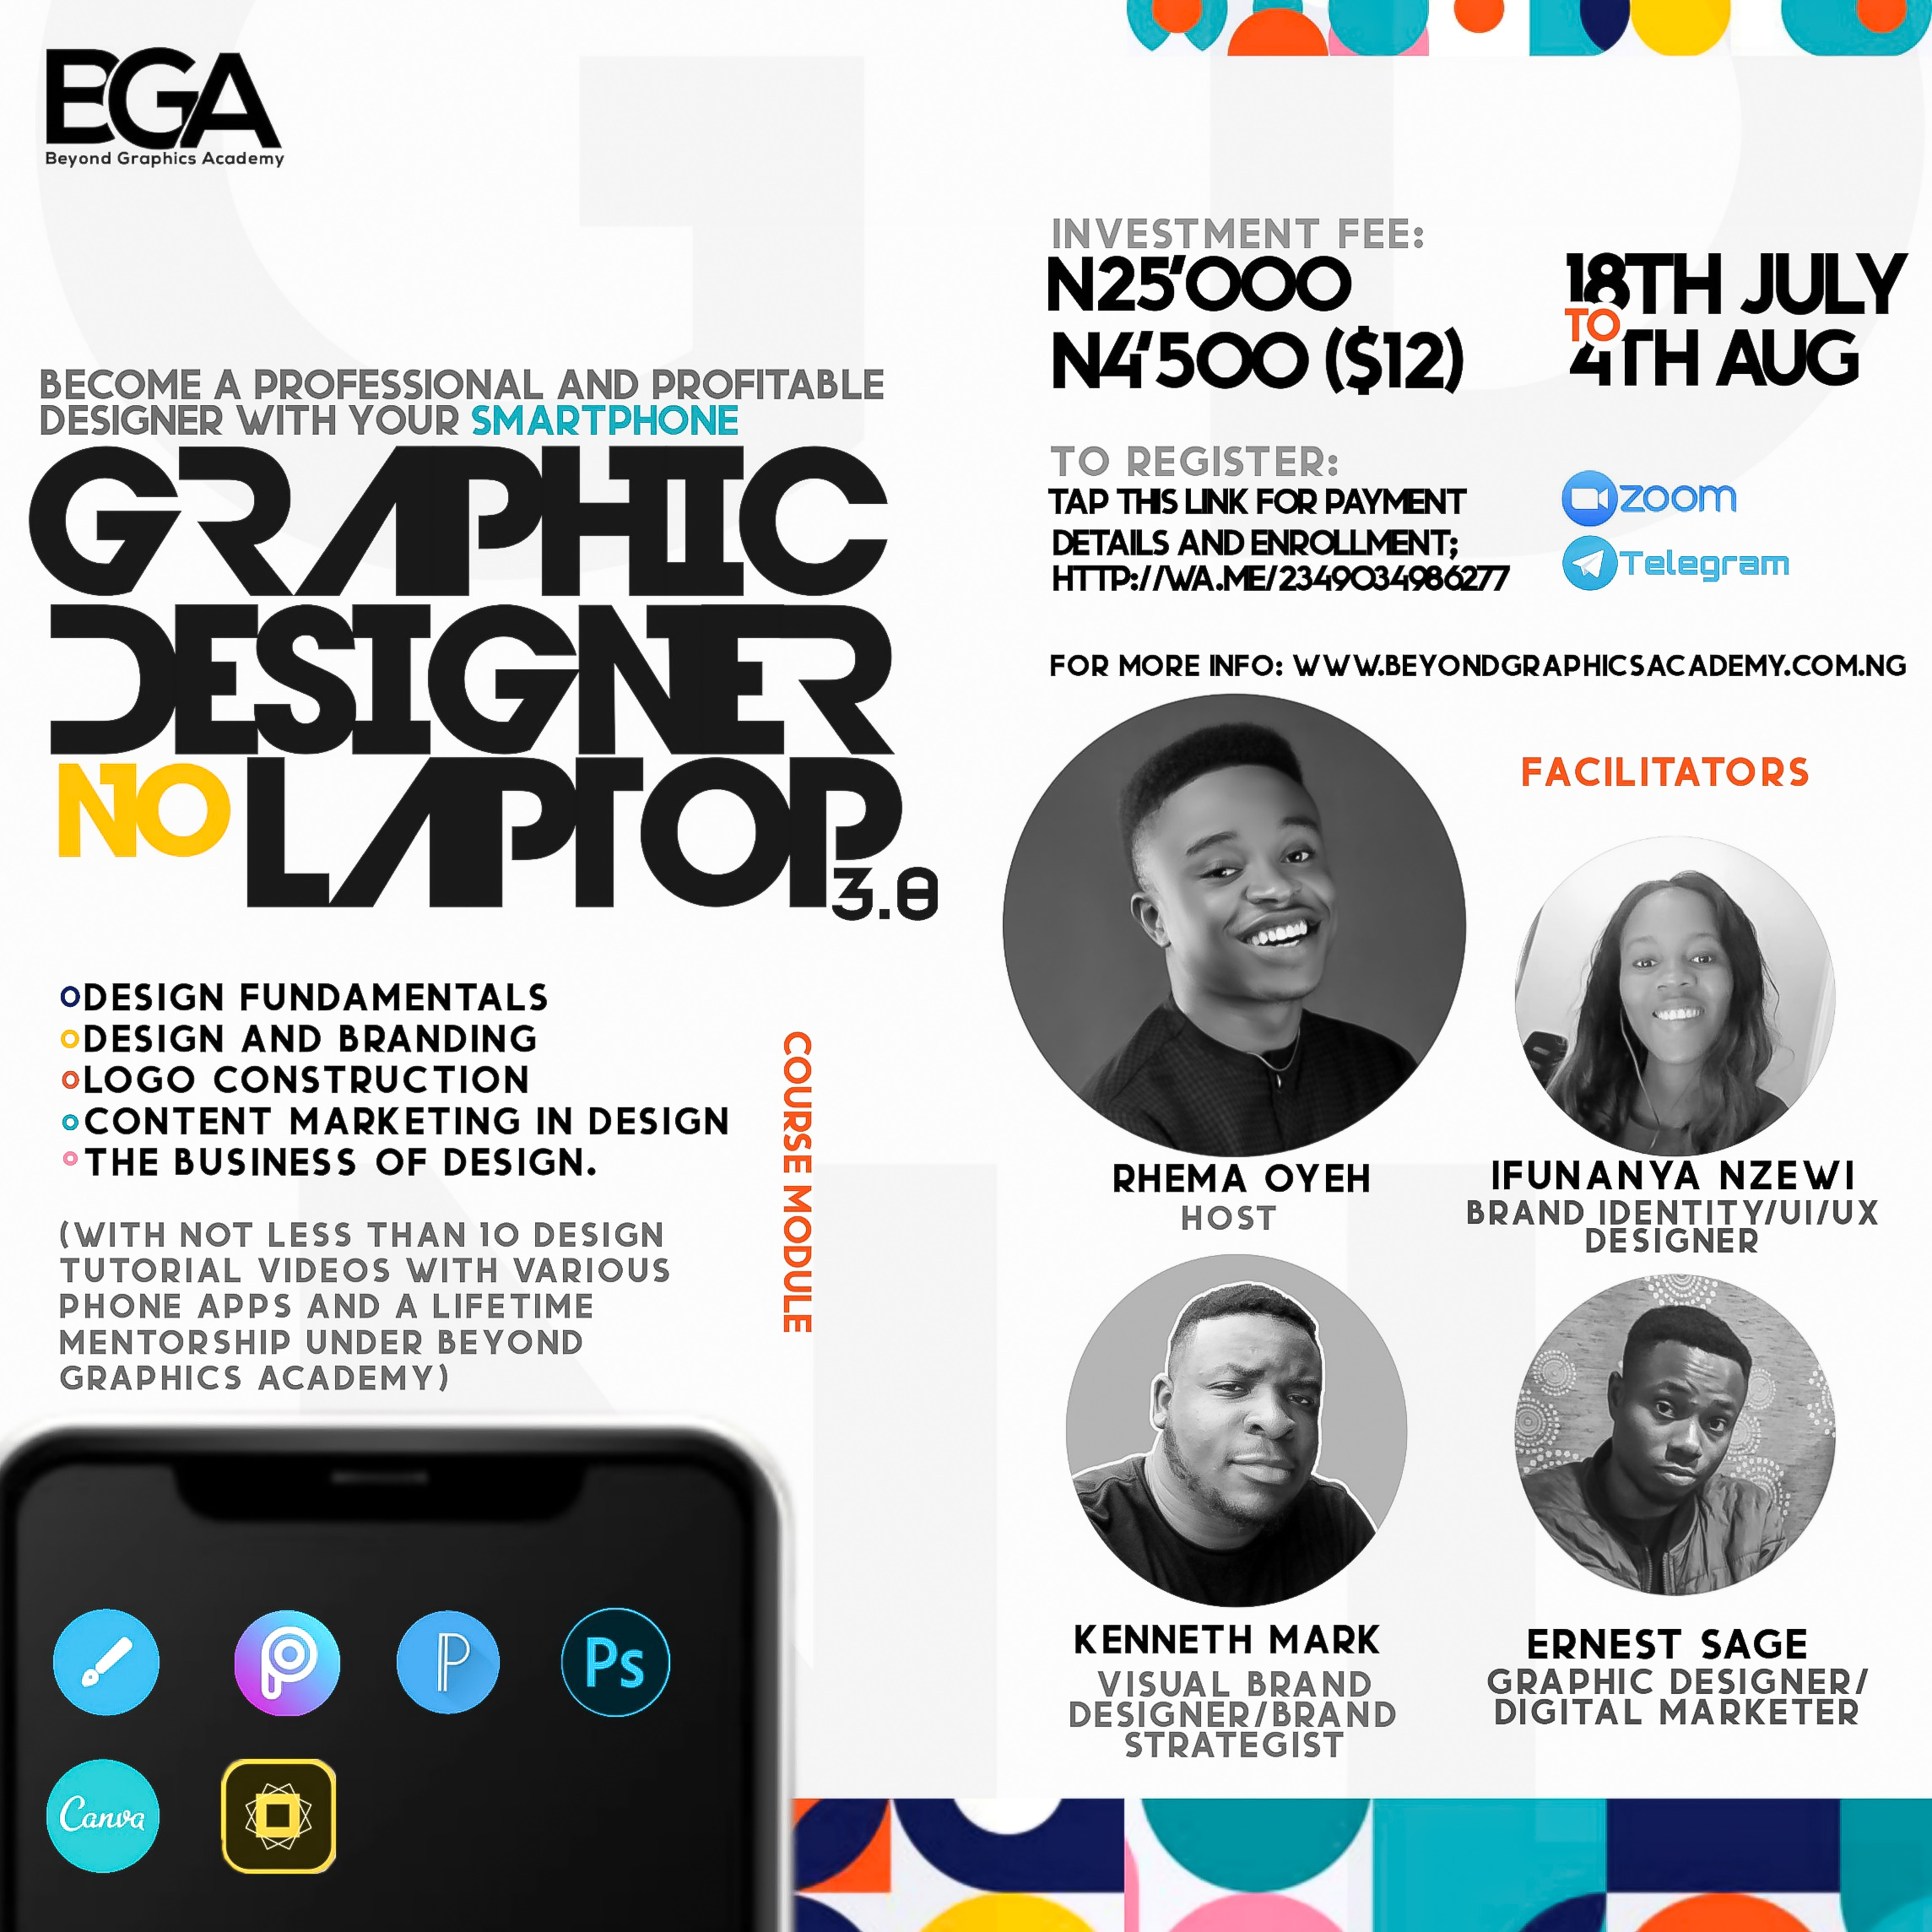 BGA
Beyond Graphics Academy
BECOME A PROFESSIONAL AND PROFITABLE
DESIGNER WITH YOUR SMARTPHONE
GRAPHIC
DESIGNER
NO LAPTOP
3.0
DESIGN FUNDAMENTALS
DESIGN AND BRANDING
LOGO CONSTRUCTION
CONTENT MARKETING IN DESIGN
THE BUSINESS OF DESIGN.
COURSE MODULE
(WITH NOT LESS THAN 10 DESIGN
TUTORIAL VIDEOS WITH VARIOUS
PHONE APPS AND A LIFETIME
MENTORSHIP UNDER BEYOND
GRAPHICS ACADEMY)
Ps
Canva
INVESTMENT FEE:
N25'000
N4'500 ($12)
18TH JULY
TO
4TH AUG
TO REGISTER:
TAP THIS LINK FOR PAYMENT
DETAILS AND ENROLLMENT;
HTTP://WA.ME/2349034986277
zoom
Telegram
FOR MORE INFO: WWW.BEYONDGRAPHICSACADEMY.COM.NG
FACILITATORS
RHEMA OYEH
HOST
IFUNANYA NZEWI
BRAND IDENTITY/UI/UX
DESIGNER
KENNETH MARK
VISUAL BRAND
DESIGNER/BRAND
STRATEGIST
ERNEST SAGE
GRAPHIC DESIGNER/
DIGITAL MARKETER